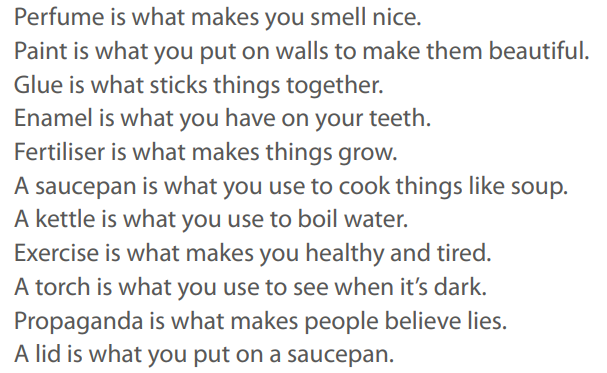 Perfume is what makes you smell nice.
Paint is what you put on walls to make them beautiful.
Glue is what sticks things together.
Enamel is what you have on your teeth.
Fertiliser is what makes things grow.
A saucepan is what you use to cook things like soup.
A kettle is what you use to boil water.
Exercise is what makes you healthy and tired.
A torch is what you use to see when it’s dark.
Propaganda is what makes people believe lies.
A lid is what you put on a saucepan.